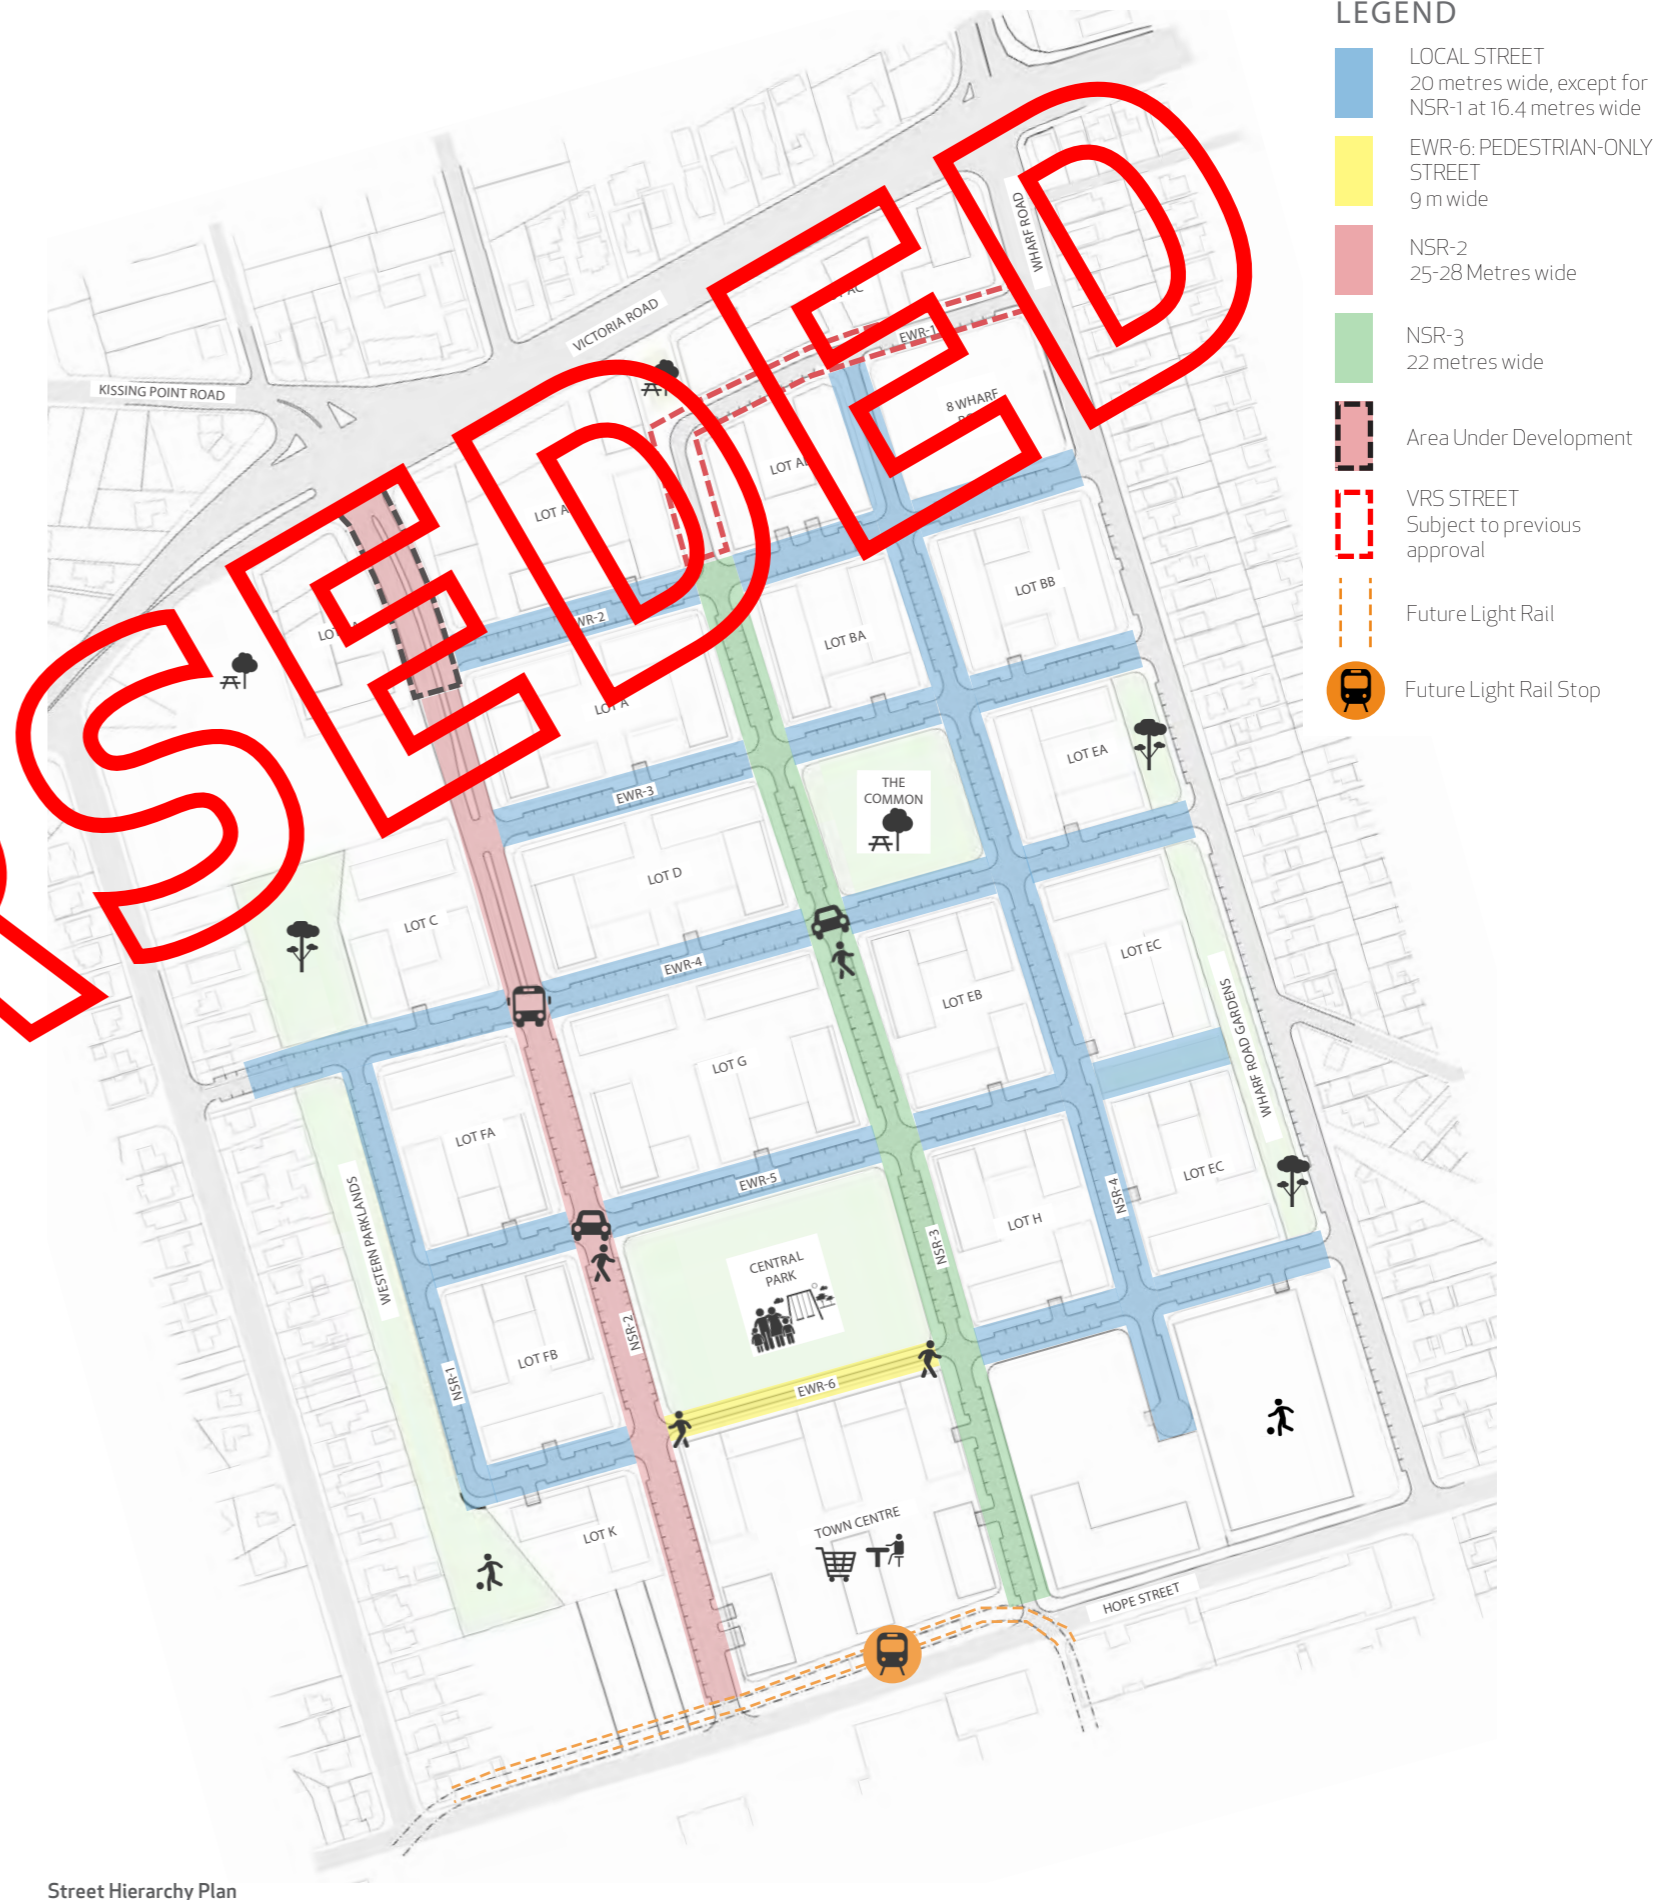 LEGEND
LOCAL STREET
20 metres wide, except for
NSR-1 at 16.4 metres wide
EWR-6: PEDESTRIAN-ONLY
STREET
9 m wide
NSR-2
25-28 Metres wide
NSR-3
22 metres wide
Area Under Development
VRS STREET
Subject to previous
approval
Future Light Rail
Future Light Rail Stop
RSEDED
WHARF ROAD
VICTORIA ROAD
KISSING POINT ROAD
AC
EWR-1
8 WHARF
LOT A
LOT
EWR-2
LOT BB
LOT BA
LOT A
LOT EA
THE
COMMON
EWR-3
LOT D
LOT C
LOT EC
EWR-4
LOT EB
WHARF ROAD GARDENS
LOT G
LOT FA
EWR-5
LOT EC
NSR-4
LOT H
NSR-3
WESTERN PARKLANDS
CENTRAL
PARK
NSR-2
LOT FB
NSR-1
EWR-6
TOWN CENTRE
LOT K
HOPE STREET
Street Hierarchy Plan